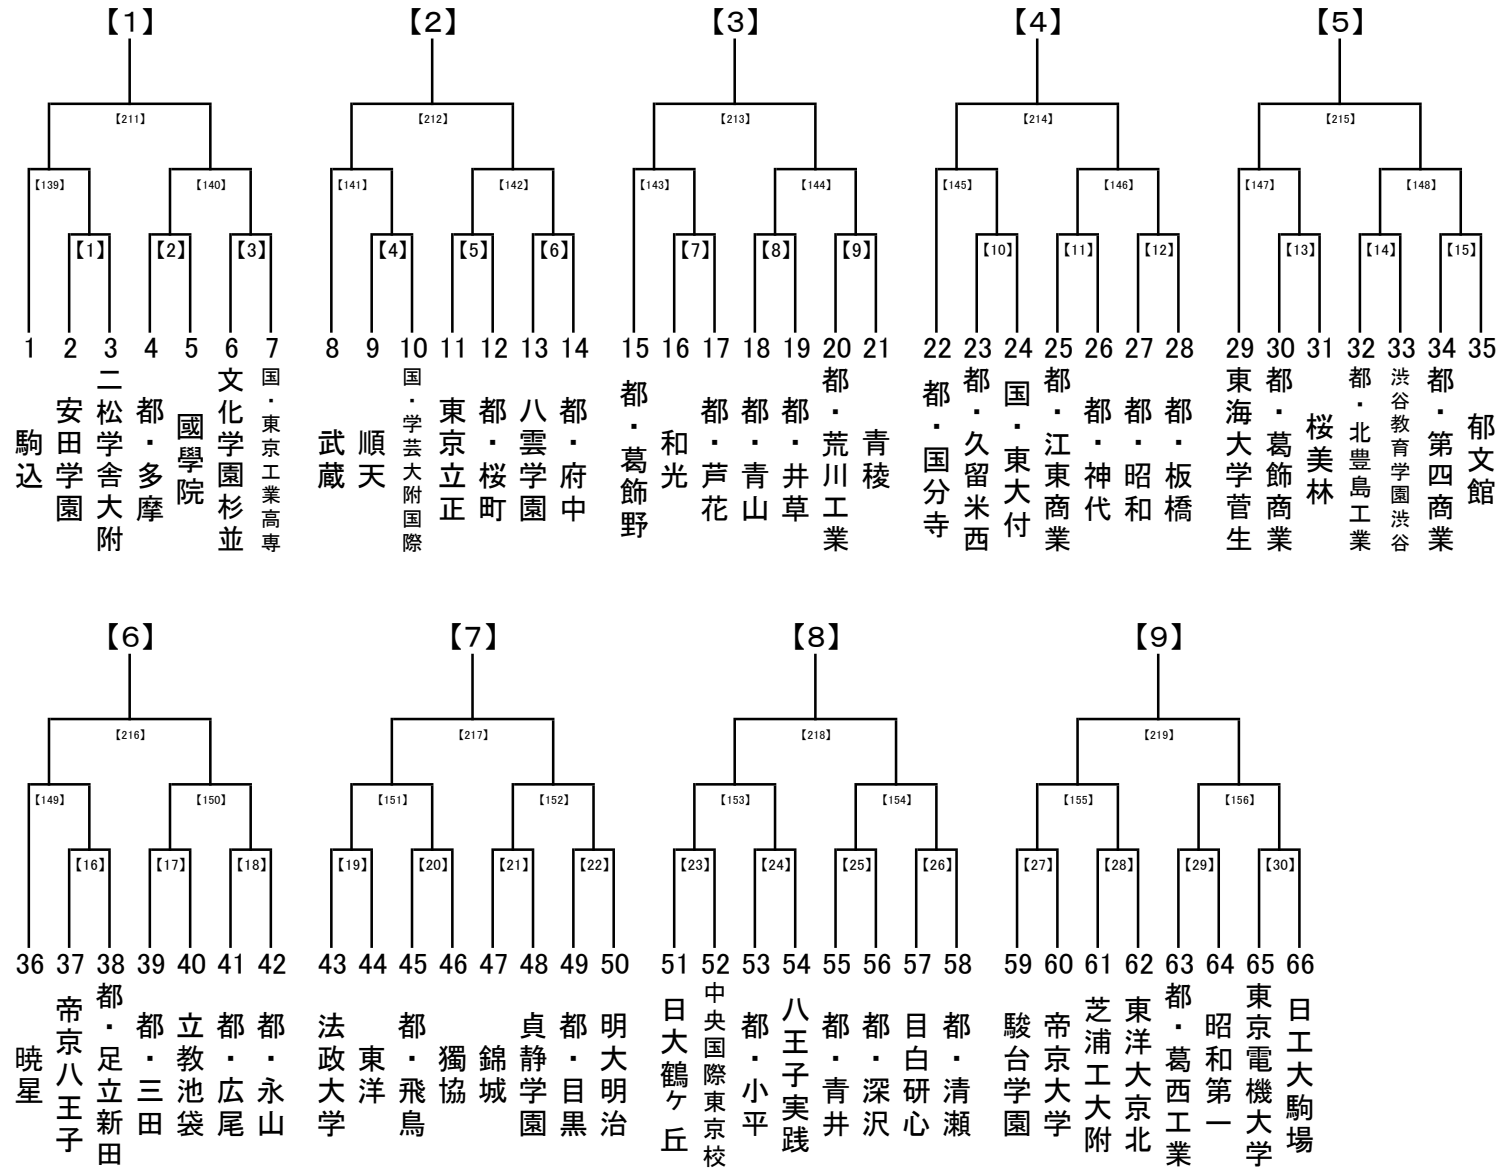 【1】 【2】 【3】 【4】 【5】
【211】 【212】 【213】 【214】 【215】
【139】 【140】 【141】 【142】 【143】 【144】 【145】 【146】 【147】 【148】
【1】 【2】 【3】 【4】 【5】 【6】 【7】 【8】 【9】 【10】 【11】 【12】 【13】 【14】 【15】
1 2 3 4 5 6 7 8 9 10 11 12 13 14 15 16 17 18 19 20 21 22 23 24 25 26 27 28 29 30 31 32 33 34 35
駒込
安田学園
二松学舎大附
都・多摩
國學院
文化学園杉並
国・東京工業高専
武蔵
順天
国・学芸大附国際
東京立正
都・桜町
八雲学園
都・府中
都・葛飾野
和光
都・芦花
都・青山
都・井草
都・荒川工業
青稜
都・国分寺
都・久留米西
国・東大付
都・江東商業
都・神代
都・昭和
都・板橋
東海大学菅生
都・葛飾商業
桜美林
都・北豊島工業
渋谷教育学園渋谷
都・第四商業
郁文館
【6】 【7】 【8】 【9】
【216】 【217】 【218】 【219】
【149】 【150】 【151】 【152】 【153】 【154】 【155】 【156】
【16】 【17】 【18】 【19】 【20】 【21】 【22】 【23】 【24】 【25】 【26】 【27】 【28】 【29】 【30】
36 37 38 39 40 41 42 43 44 45 46 47 48 49 50 51 52 53 54 55 56 57 58 59 60 61 62 63 64 65 66
暁星
帝京八王子
都・足立新田
都・三田
立教池袋
都・広尾
都・永山
法政大学
東洋
都・飛鳥
獨協
錦城
貞静学園
都・目黒
明大明治
日大鶴ヶ丘
中央国際東京校
都・小平
八王子実践
都・青井
都・深沢
目白研心
都・清瀬
駿台学園
帝京大学
芝浦工大附
東洋大京北
都・葛西工業
昭和第一
東京電機大学
日工大駒場